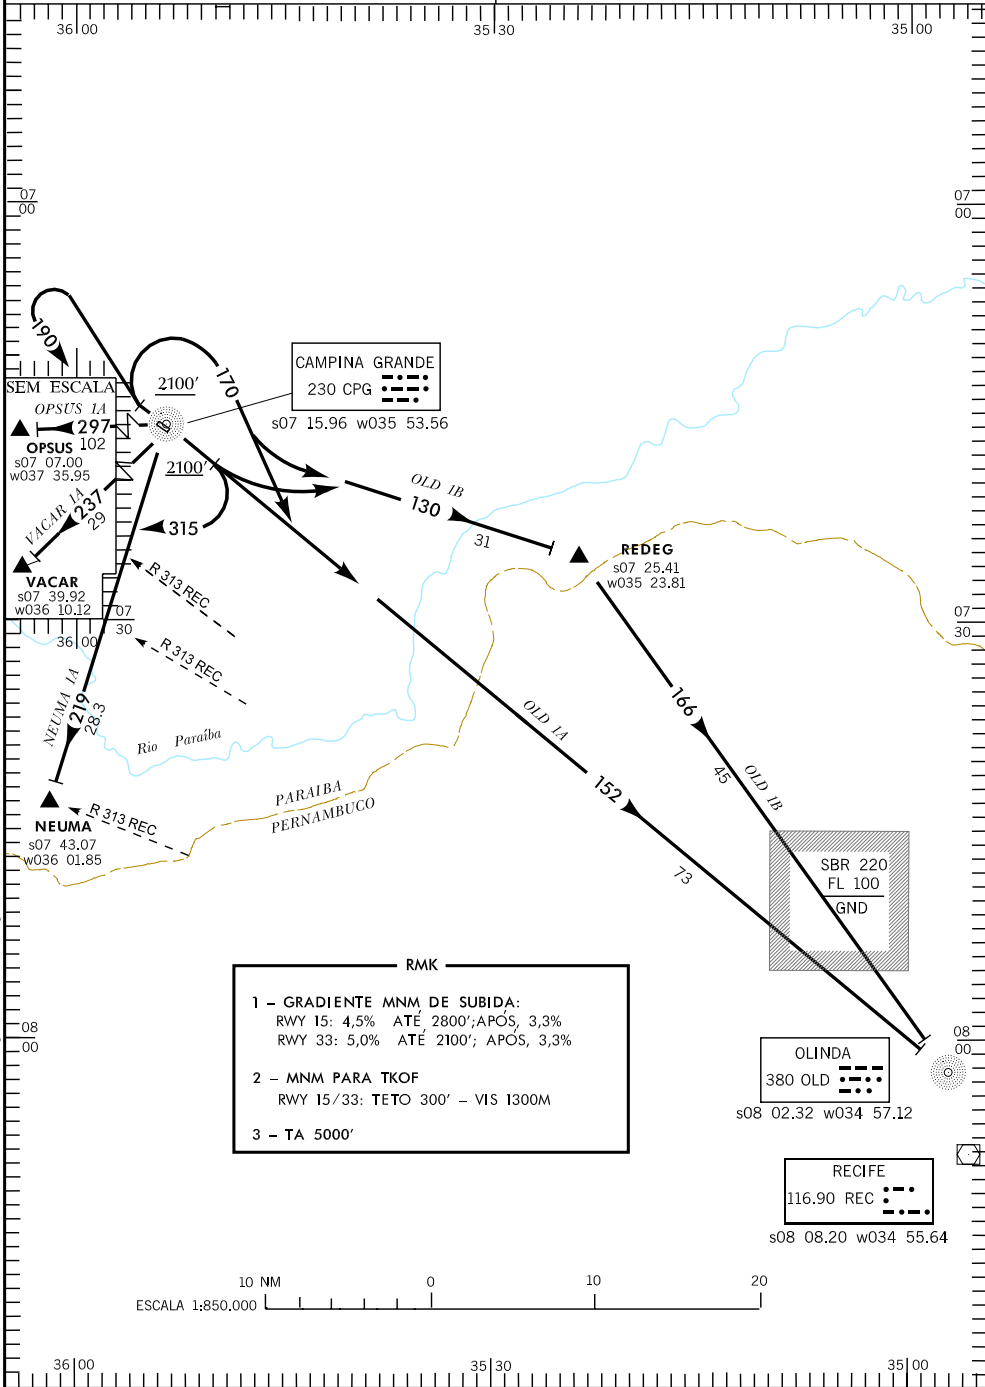 36 00
35 30
35 00
07
00
07
00
190
SEM ESCALA
OPSUS 1A
297
102
OPSUS
s07 07.00
w037 35.95
2100'
170
CAMPINA GRANDE
230 CPG
s07 15.96 w035 53.56
2100'
OLD 1B
130
31
VACAR 1A
237
29
315
REDEG
s07 25.41
w035 23.81
VACAR
s07 39.92
w036 10.12
R 313 REC
07
30
07
30
36 00
R 313 REC
NEUMA 1A
219
28.3
Rio Paraíba
OLD 1A
166
45
OLD 1B
152
73
PARAIBA
PERNAMBUCO
R 313 REC
NEUMA
s07 43.07
w036 01.85
SBR 220
FL 100
GND
RMK
1 – GRADIENTE MNM DE SUBIDA:
RWY 15: 4,5% ATÉ 2800'; APÓS, 3,3%
RWY 33: 5,0% ATÉ 2100'; APÓS, 3,3%
2 – MNM PARA TKOF
RWY 15/33: TETO 300' – VIS 1300M
3 – TA 5000'
08
00
08
00
OLINDA
380 OLD
s08 02.32 w034 57.12
RECIFE
116.90 REC
s08 08.20 w034 55.64
10 NM
0
10
20
ESCALA 1:850.000
36 00
35 30
35 00